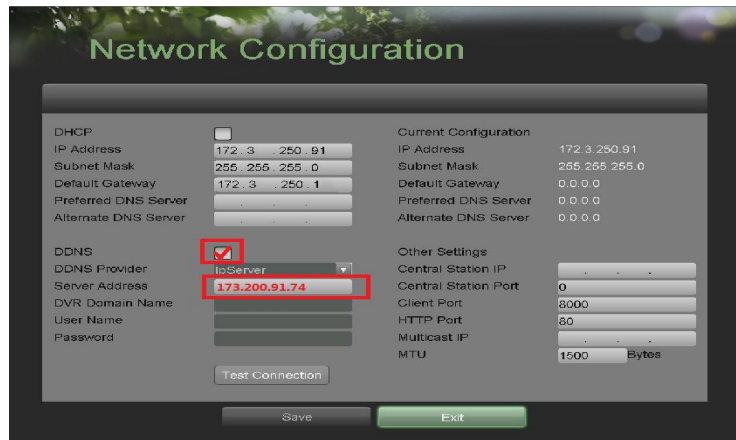 Network Configuration
DHCP
IP Address 172 . 3 . 250 . 91
Subnet Mask 255 . 255 . 255 . 0
Default Gateway 172 . 3 . 250 . 1
Preferred DNS Server . . .
Alternate DNS Server . . .
DDNS
DDNS Provider IpServer
Server Address 173.200.91.74
DVR Domain Name
User Name
Password
Test Connection
Current Configuration
IP Address 172.3.250.91
Subnet Mask 255.255.255.0
Default Gateway 0.0.0.0
Preferred DNS Server 0.0.0.0
Alternate DNS Server 0.0.0.0
Other Settings
Central Station IP . . .
Central Station Port 0
Client Port 8000
HTTP Port 80
Multicast IP . . .
MTU 1500 Bytes
Save Exit